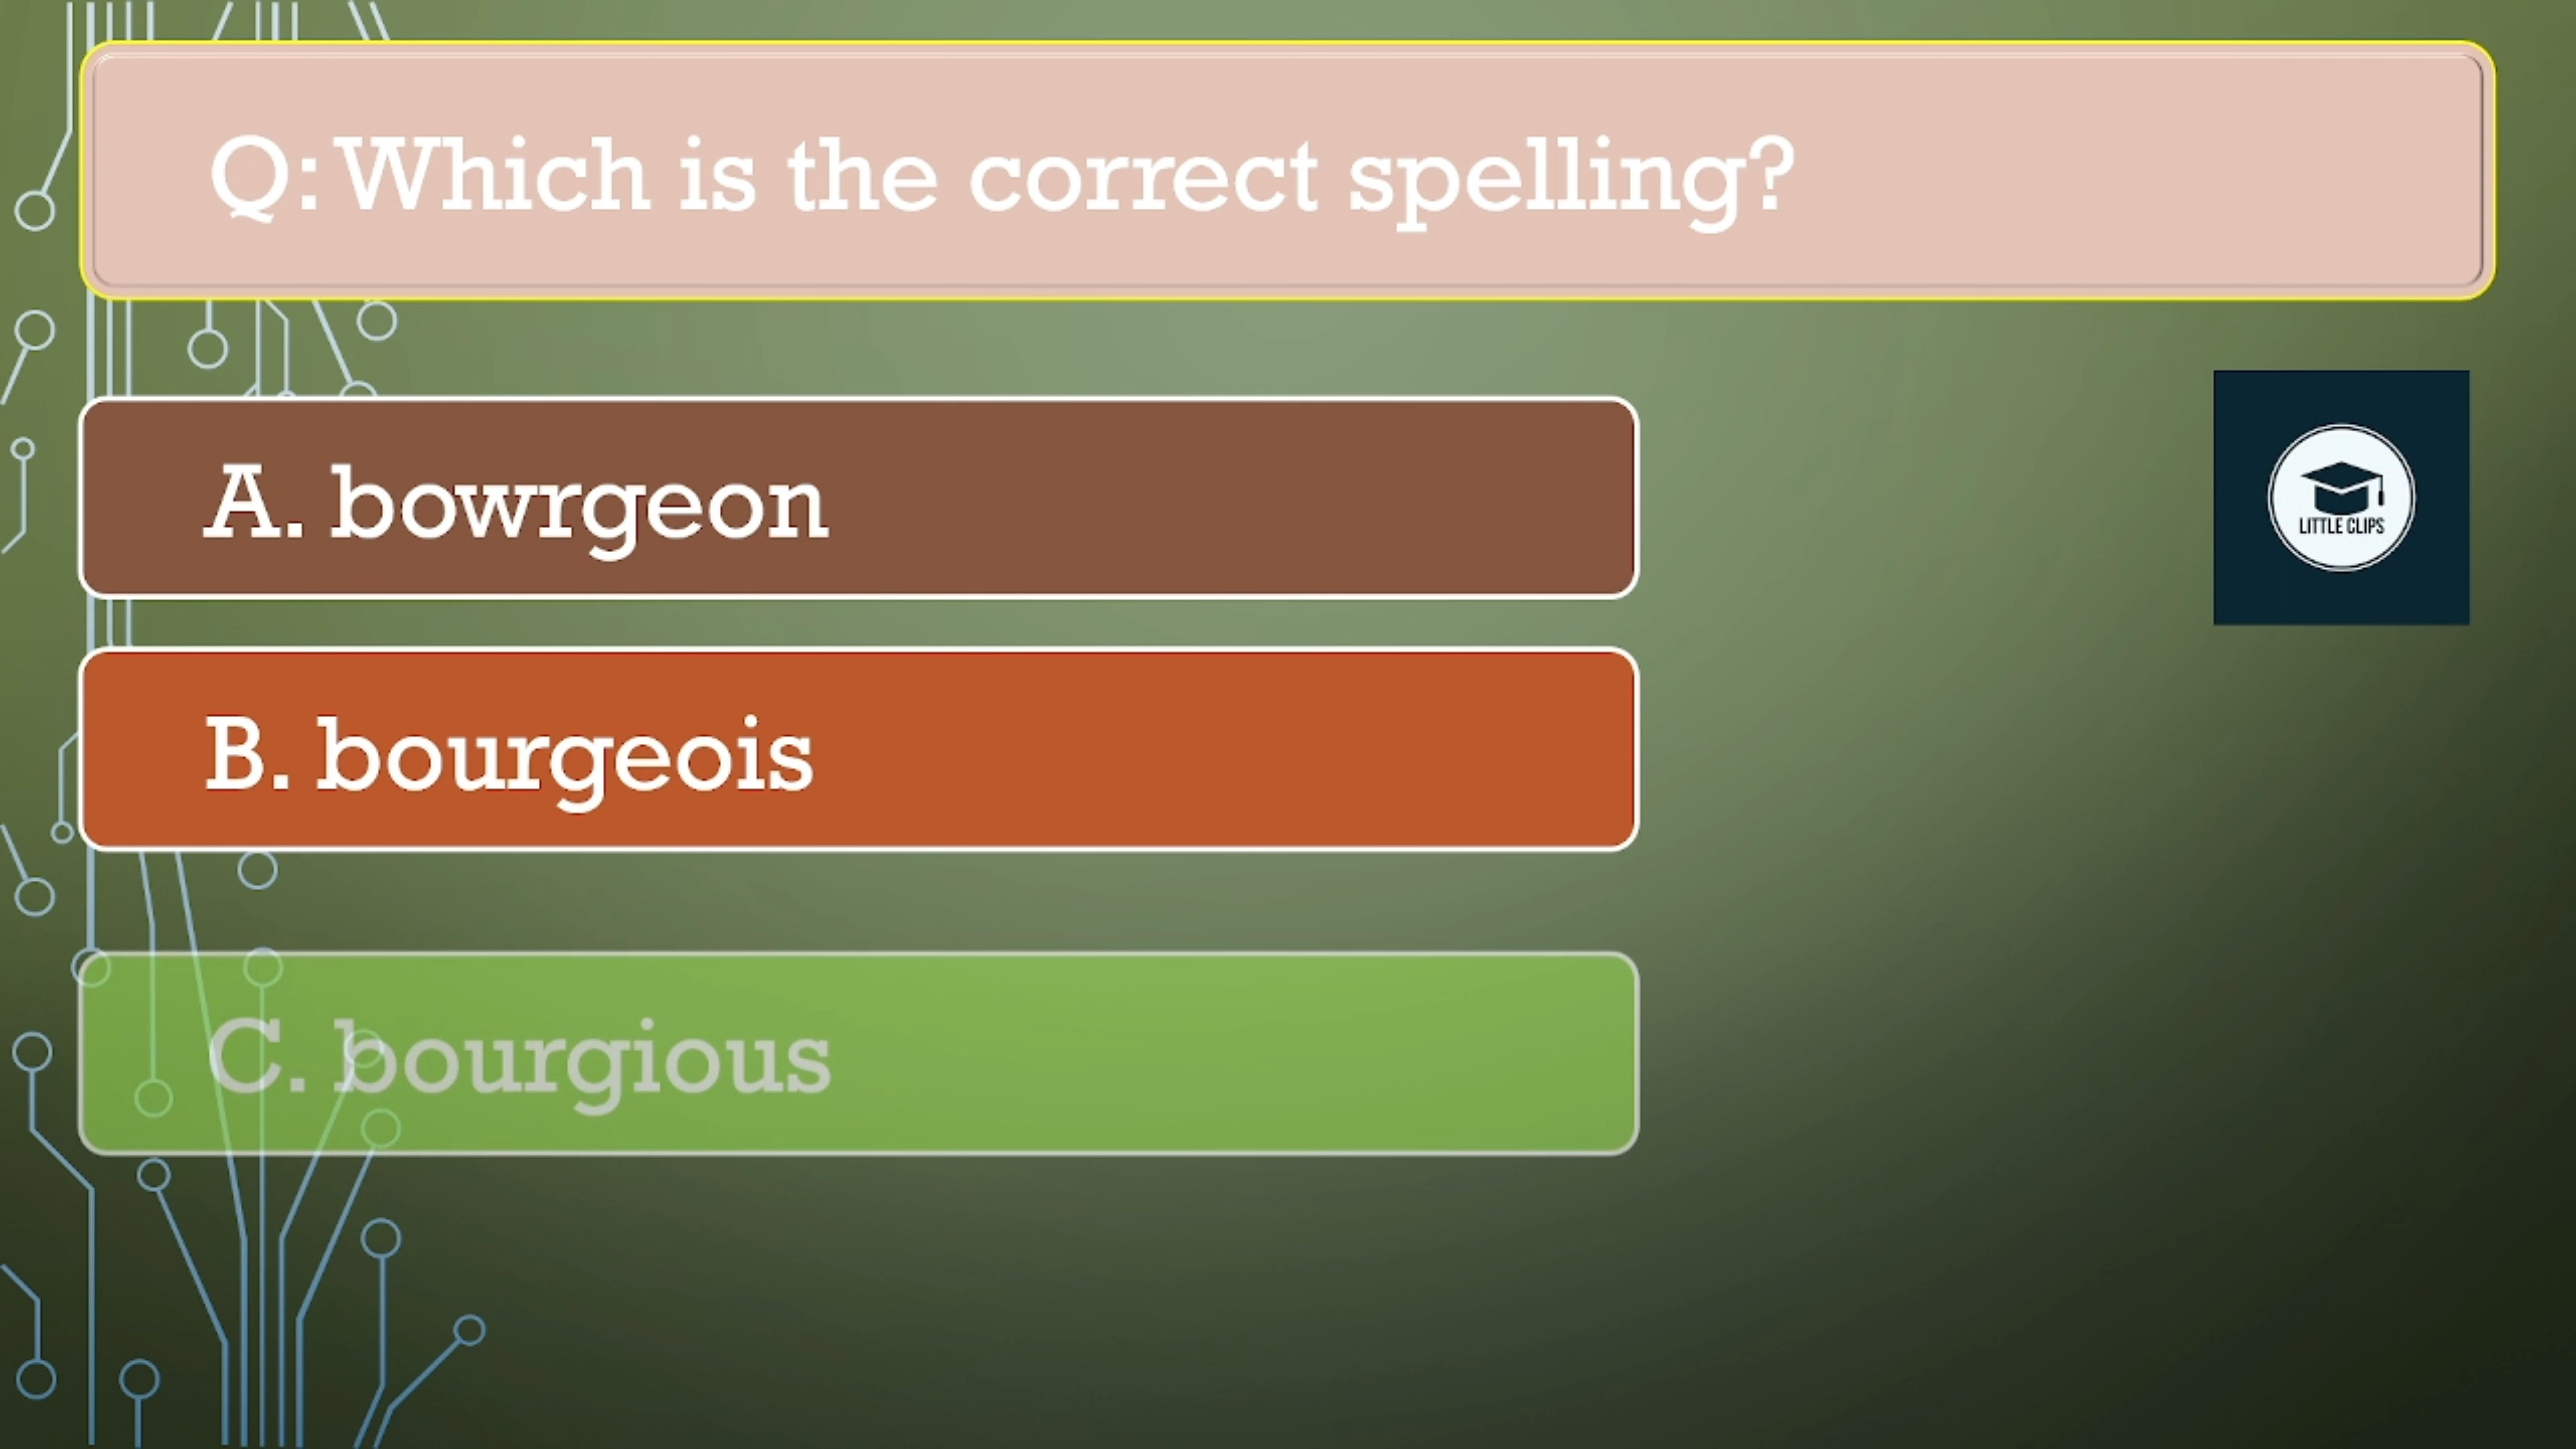 Q: Which is the correct spelling?
A. bowrgeon
LITTLE CLIPS
B. bourgeois
C. bourgious